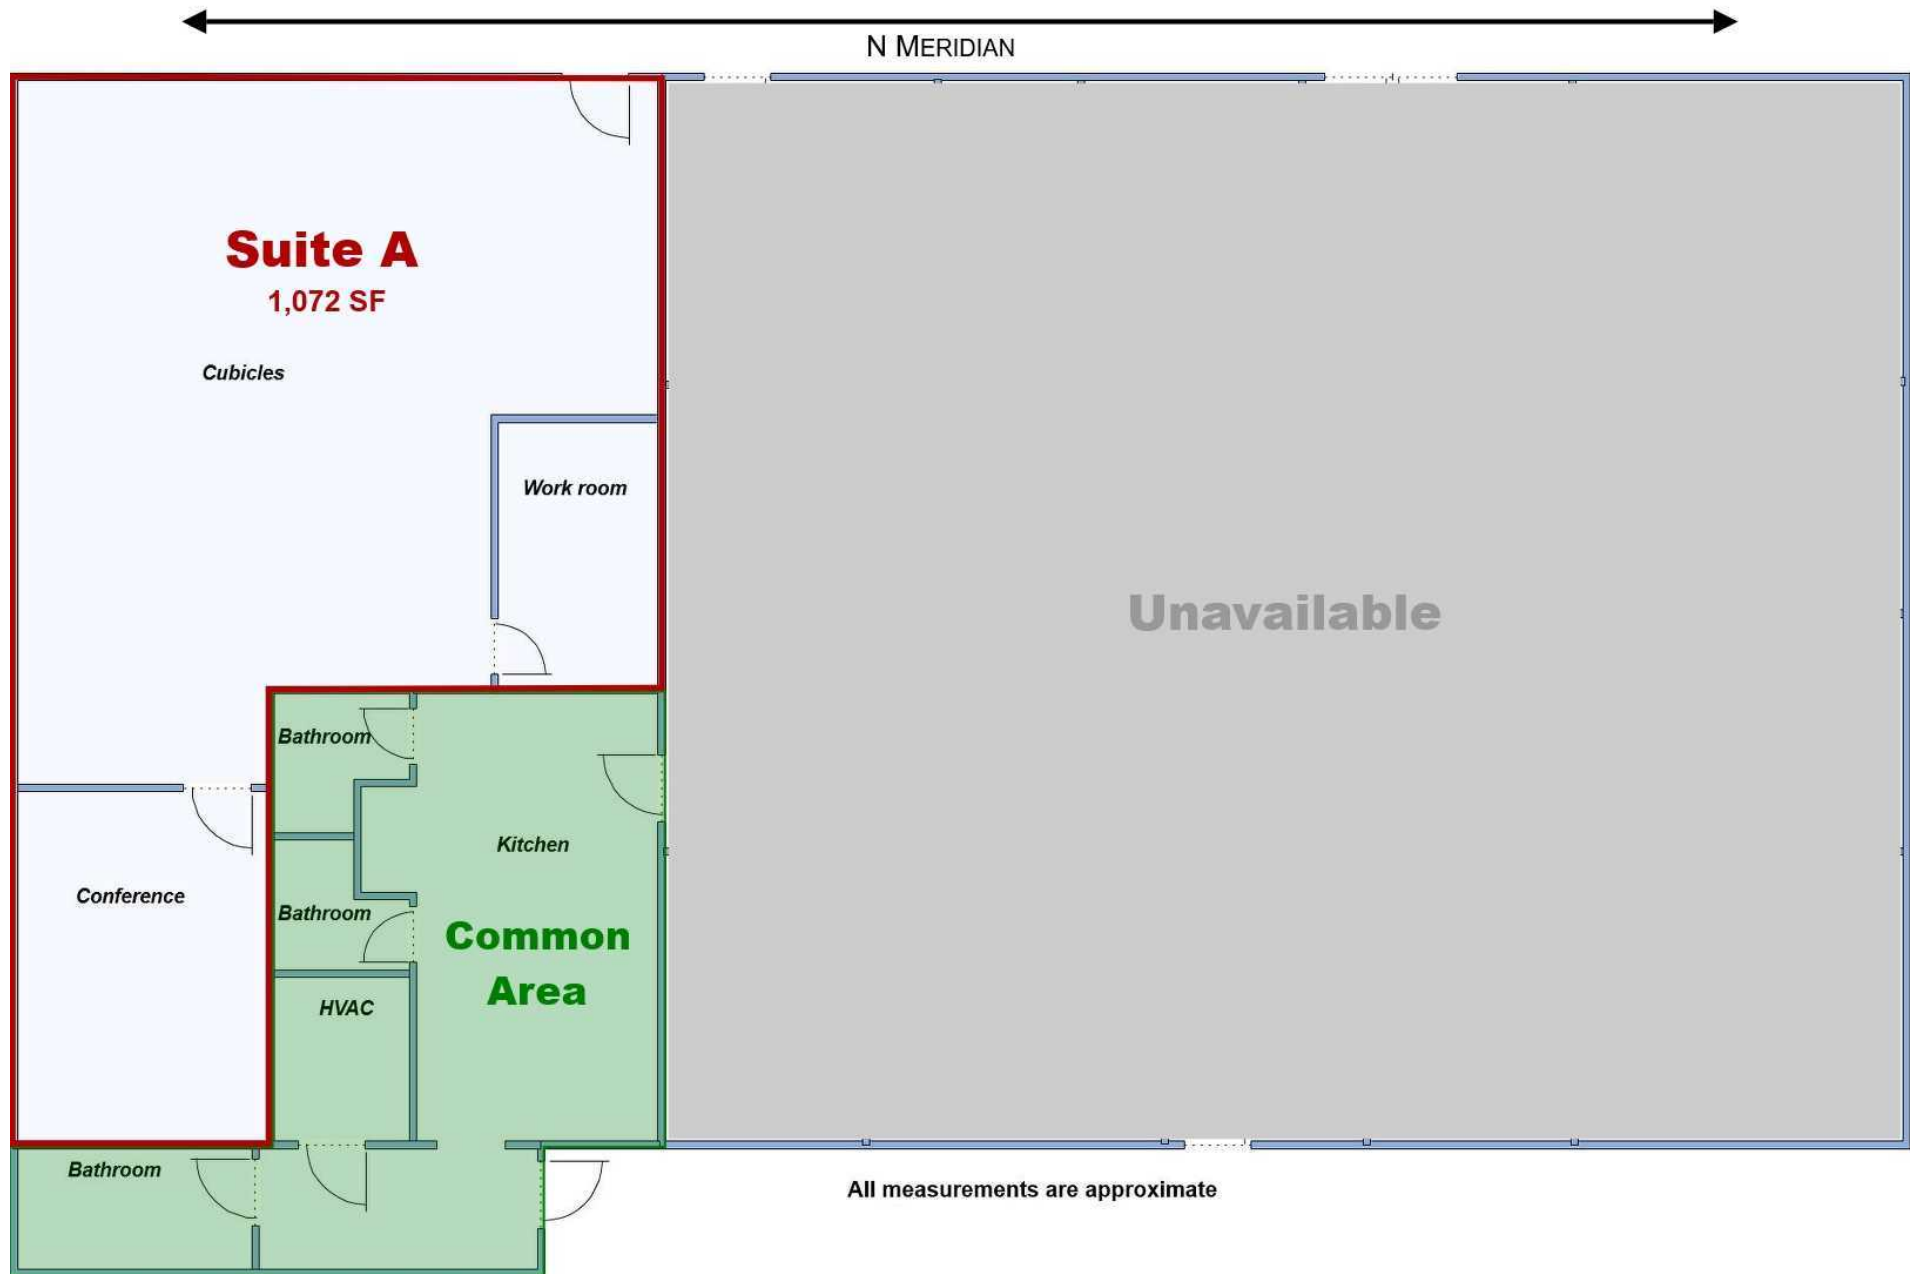 N MERIDIAN
Suite A
1,072 SF
Cubicles
Work room
Unavailable
Bathroom
Kitchen
Conference
Bathroom
Common
Area
HVAC
Bathroom
All measurements are approximate